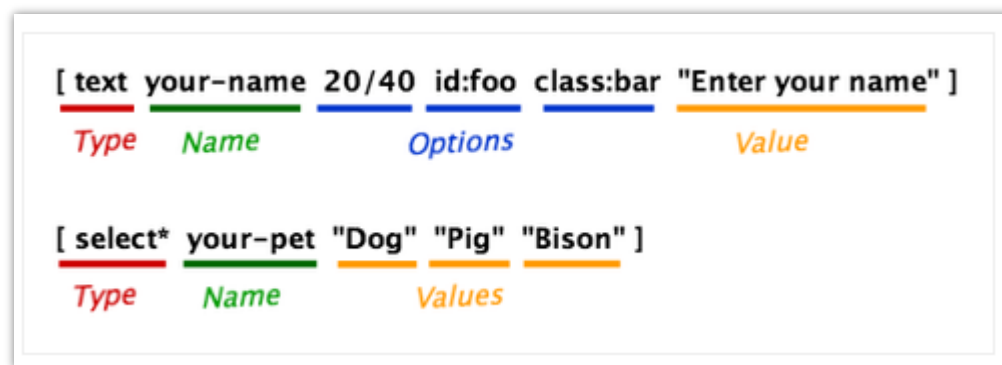 [ text your-name 20/40 id:foo class:bar "Enter your name" ]
Type Name Options Value
[ select* your-pet "Dog" "Pig" "Bison" ]
Type Name Values